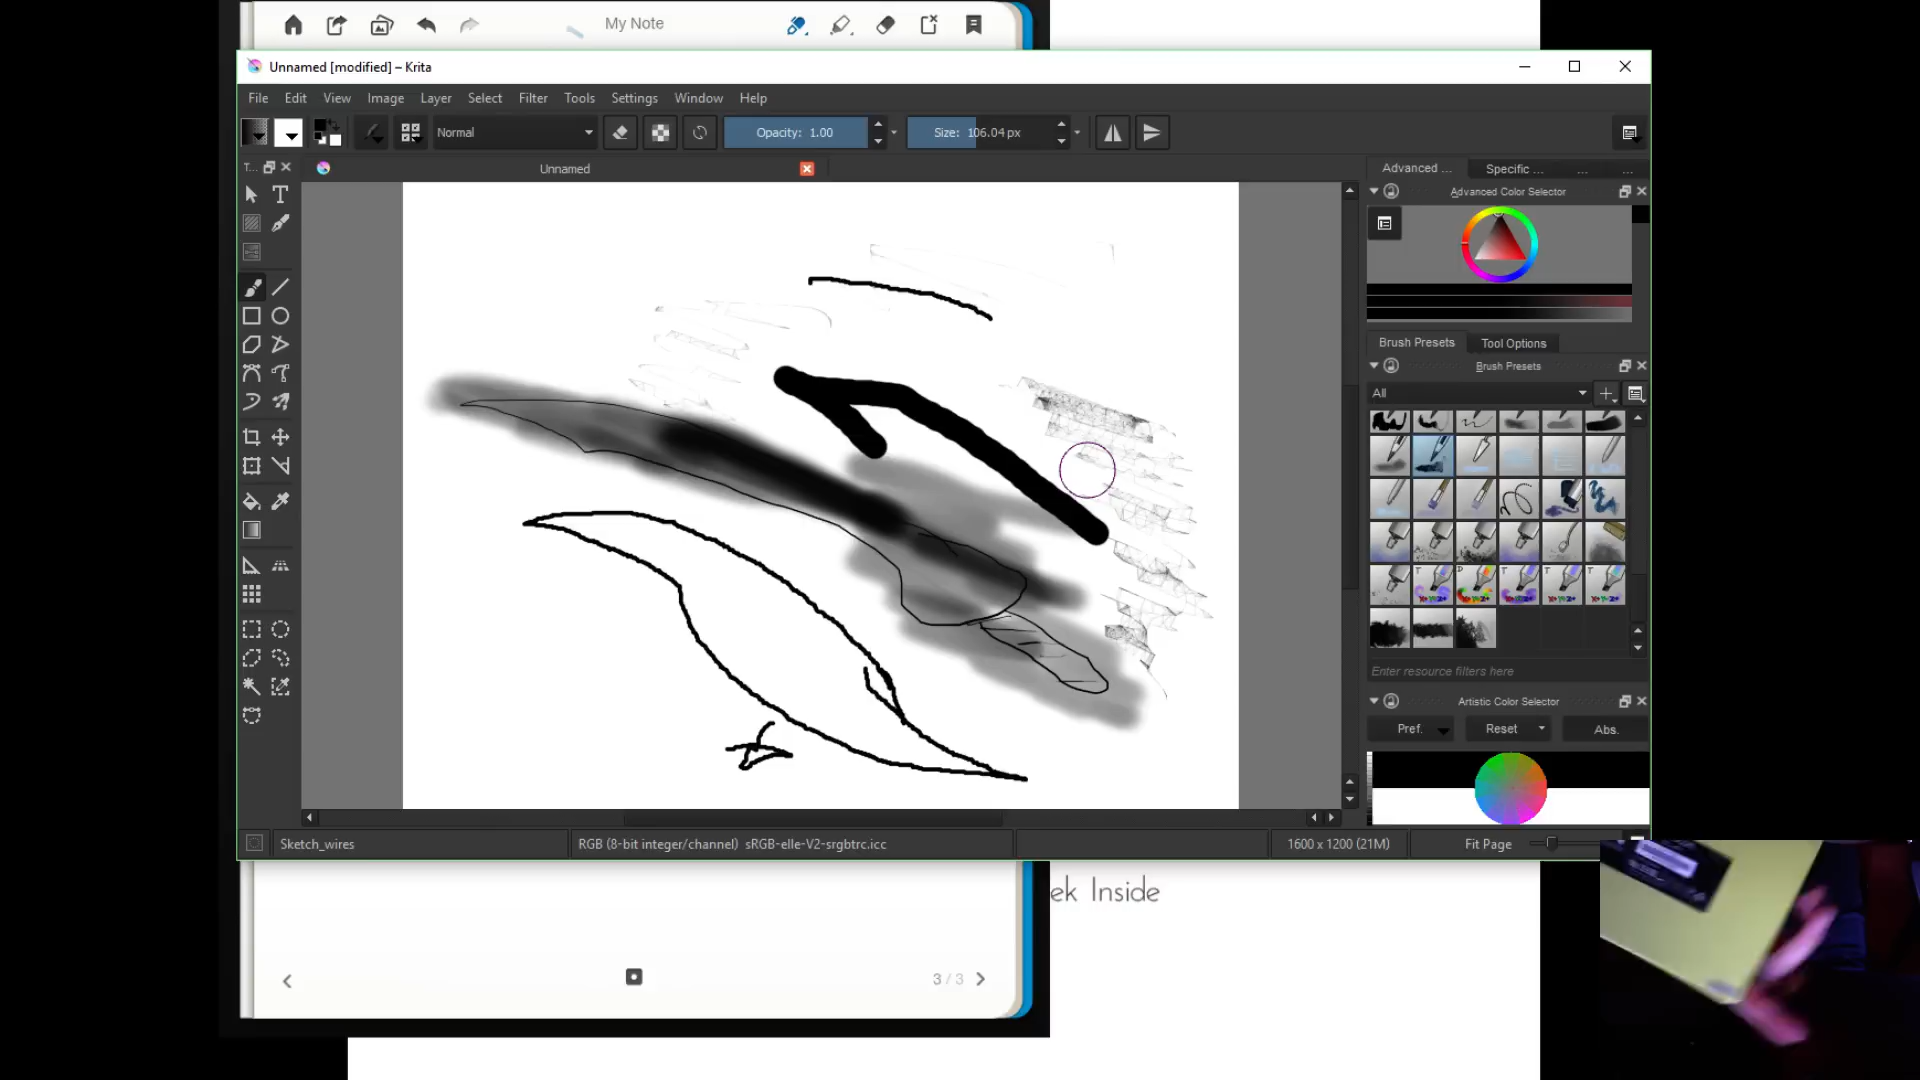 My Note
Unnamed [modified] – Krita
File Edit View Image Layer Select Filter Tools Settings Window Help
Normal Opacity: 1.00 Size: 106.04 px
T...
Unnamed
Advanced ... Specific ... ... ...
Advanced Color Selector
Brush Presets Tool Options
Brush Presets
All
Enter resource filters here
Artistic Color Selector
Pref. Reset Abs.
Sketch_wires RGB (8-bit integer/channel) sRGB-elle-V2-srgbtrc.icc 1600 x 1200 (21M) Fit Page
ek Inside
3 / 3